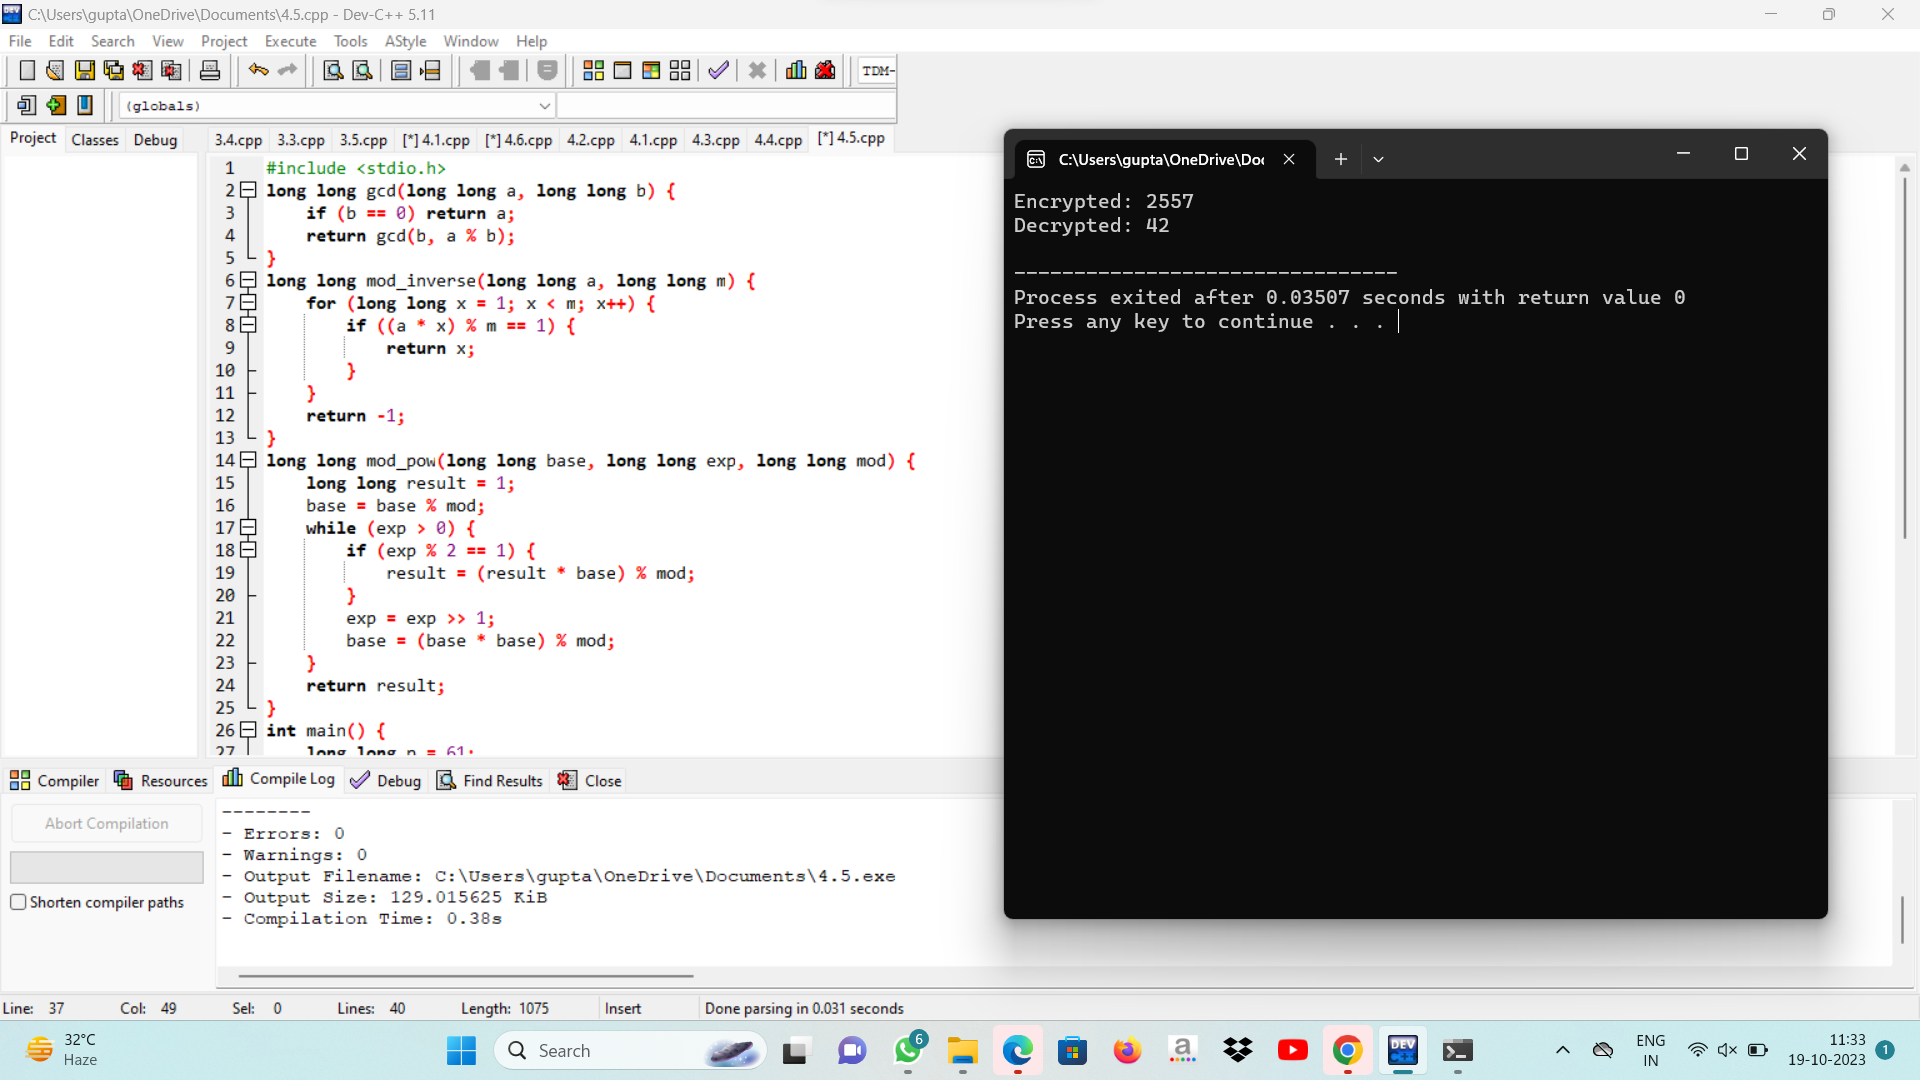 C:\Users\gupta\OneDrive\Documents\4.5.cpp - Dev-C++ 5.11
File Edit Search View Project Execute Tools AStyle Window Help
TDM-
(globals)
Project Classes Debug
3.4.cpp 3.3.cpp 3.5.cpp [*] 4.1.cpp [*] 4.6.cpp 4.2.cpp 4.1.cpp 4.3.cpp 4.4.cpp [*] 4.5.cpp
1 #include <stdio.h>
2 long long gcd(long long a, long long b) {
3 if (b == 0) return a;
4 return gcd(b, a % b);
5 }
6 long long mod_inverse(long long a, long long m) {
7 for (long long x = 1; x < m; x++) {
8 if ((a * x) % m == 1) {
9 return x;
10 }
11 }
12 return -1;
13 }
14 long long mod_pow(long long base, long long exp, long long mod) {
15 long long result = 1;
16 base = base % mod;
17 while (exp > 0) {
18 if (exp % 2 == 1) {
19 result = (result * base) % mod;
20 }
21 exp = exp >> 1;
22 base = (base * base) % mod;
23 }
24 return result;
25 }
26 int main() {
27 long long p = 61;
C:\Users\gupta\OneDrive\Doc
Encrypted: 2557
Decrypted: 42
--------------------------------
Process exited after 0.03507 seconds with return value 0
Press any key to continue . . .
Compiler Resources Compile Log Debug Find Results Close
Abort Compilation
Shorten compiler paths
--------
- Errors: 0
- Warnings: 0
- Output Filename: C:\Users\gupta\OneDrive\Documents\4.5.exe
- Output Size: 129.015625 KiB
- Compilation Time: 0.38s
Line: 37 Col: 49 Sel: 0 Lines: 40 Length: 1075 Insert Done parsing in 0.031 seconds
32°C
Haze
Search
6
a
DEV
C++
ENG
IN
11:33
19-10-2023
1